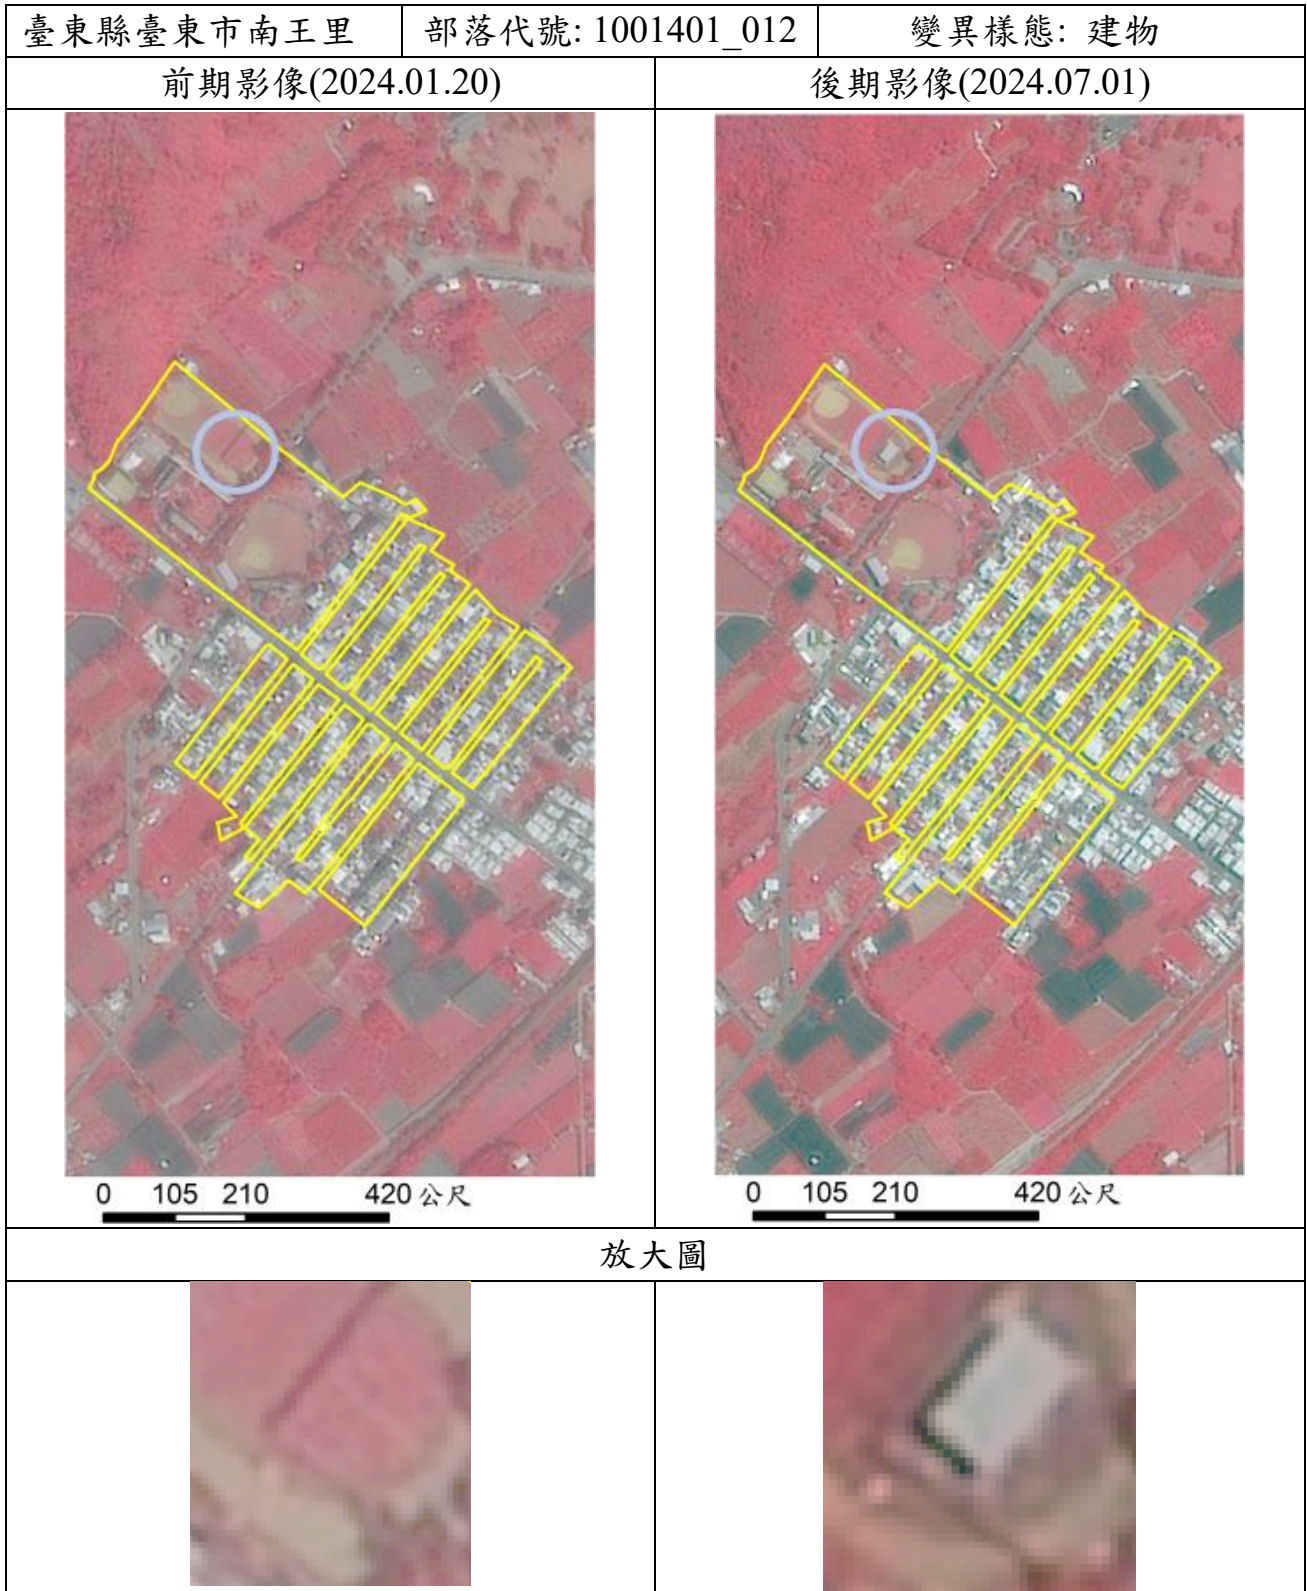 臺東縣臺東市南王里 部落代號: 1001401_012 變異樣態: 建物
前期影像(2024.01.20) 後期影像(2024.07.01)
0 105 210 420 公尺 0 105 210 420 公尺
放大圖